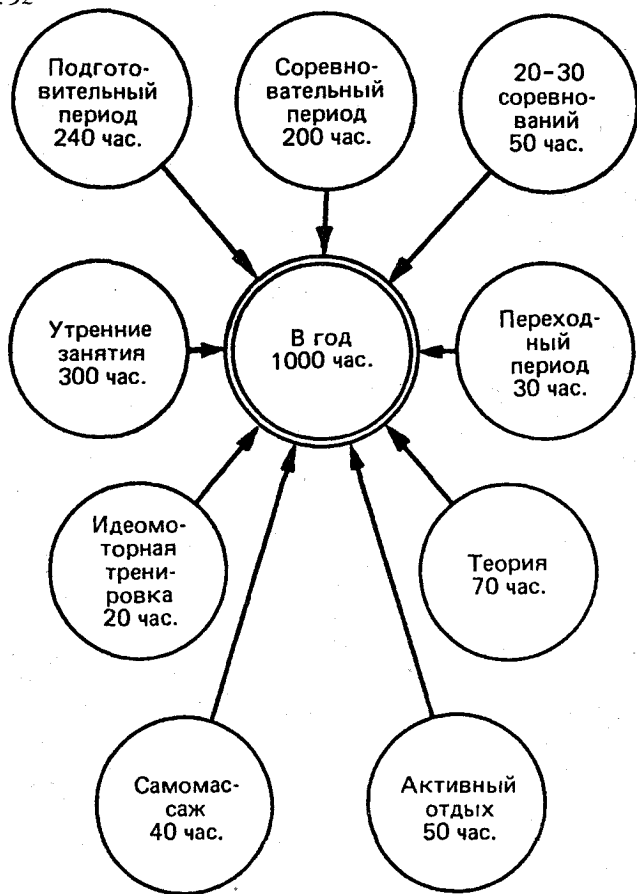 Подгото-
вительный
период
240 час.
Соревно-
вательный
период
200 час.
20-30
соревно-
ваний
50 час.
Утренние
занятия
300 час.
В год
1000 час.
Переход-
ный
период
30 час.
Идеомо-
торная
трени-
ровка
20 час.
Теория
70 час.
Самомас-
саж
40 час.
Активный
отдых
50 час.